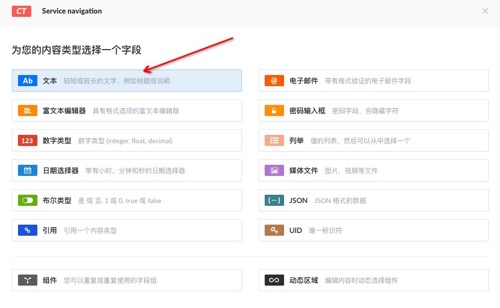 CT Service navigation
为您的内容类型选择一个字段
Ab 文本 较短或较长的文字，例如标题或说明
电子邮件 带有格式验证的电子邮件字段
富文本编辑器 具有格式选项的富文本编辑器
密码输入框 密码字段，会隐藏字符
123 数字类型 数字类型 (integer, float, decimal)
列举 值的列表，然后可以从中选择一个
日期选择器 带有小时，分钟和秒的日期选择器
媒体文件 图片，视频等文件
布尔类型 是 或 否, 1 或 0, true 或 false
JSON JSON 格式的数据
引用 引用一个内容类型
UID 唯一标识符
组件 您可以重复或重复使用的字段组
动态区域 编辑内容时动态选择组件